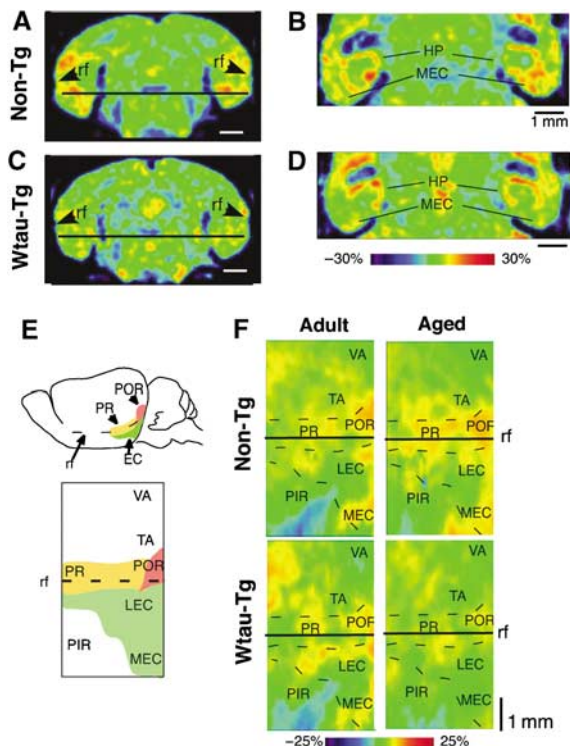 A
Non-Tg
rf
rf
B
HP
MEC
1 mm
C
Wtau-Tg
rf
rf
D
HP
MEC
−30%
30%
E
POR
PR
rf
EC
VA
TA
rf
PR
POR
LEC
PIR
MEC
F
Adult
Aged
Non-Tg
VA
VA
TA
TA
PR
POR
PR
POR
rf
LEC
LEC
PIR
PIR
MEC
MEC
Wtau-Tg
VA
VA
TA
TA
PR
POR
PR
POR
rf
LEC
LEC
PIR
PIR
MEC
MEC
1 mm
−25%
25%